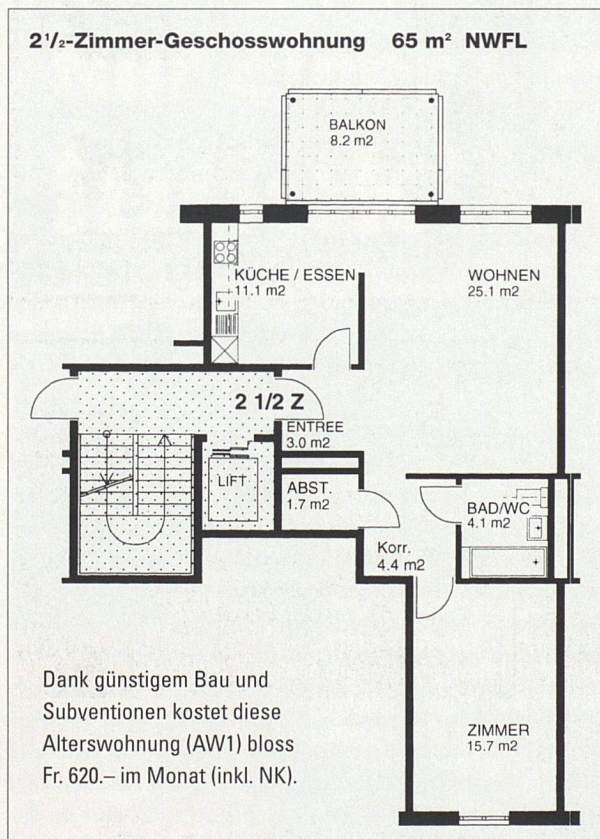 2½-Zimmer-Geschosswohnung 65 m² NWFL
BALKON
8.2 m2
KÜCHE / ESSEN
11.1 m2
WOHNEN
25.1 m2
2 1/2 Z
ENTREE
3.0 m2
LIFT
ABST.
1.7 m2
BAD/WC
4.1 m2
Korr.
4.4 m2
ZIMMER
15.7 m2
Dank günstigem Bau und
Subventionen kostet diese
Alterswohnung (AW1) bloss
Fr. 620.– im Monat (inkl. NK).